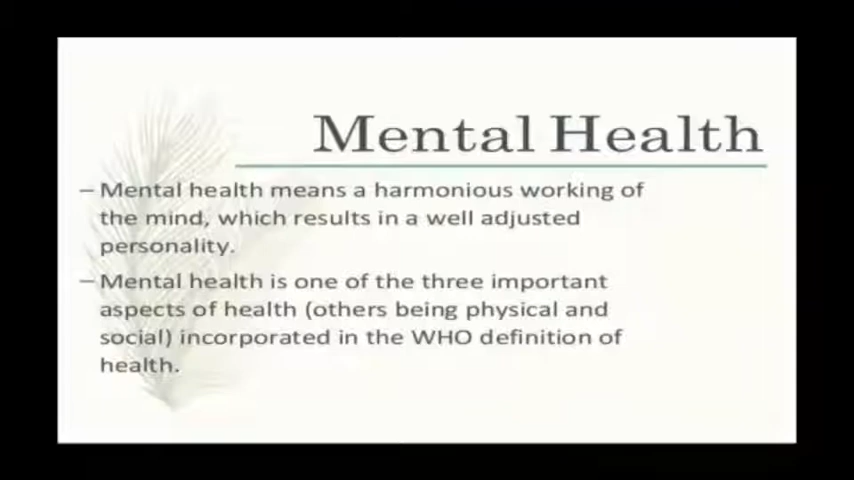 Mental Health
– Mental health means a harmonious working of
the mind, which results in a well adjusted
personality.
– Mental health is one of the three important
aspects of health (others being physical and
social) incorporated in the WHO definition of
health.